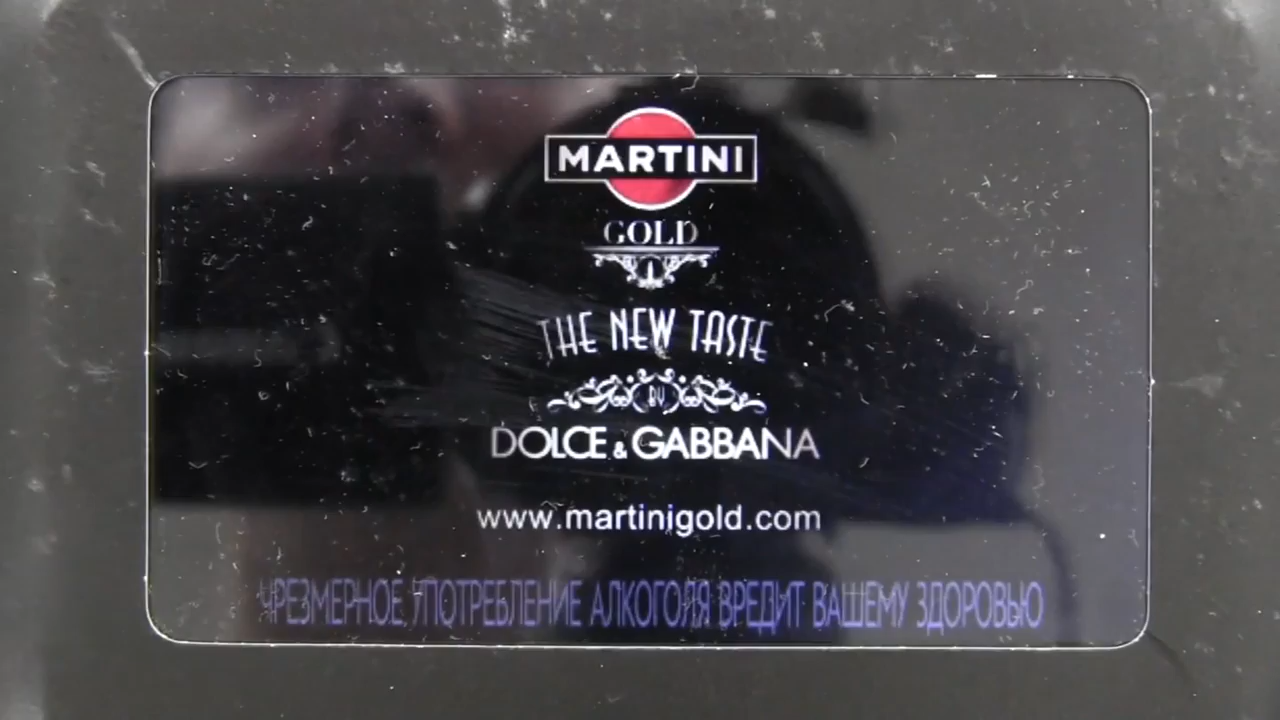 MARTINI
GOLD
THE NEW TASTE
BY
DOLCE & GABBANA
www.martinigold.com
ЧРЕЗМЕРНОЕ УПОТРЕБЛЕНИЕ АЛКОГОЛЯ ВРЕДИТ ВАШЕМУ ЗДОРОВЬЮ